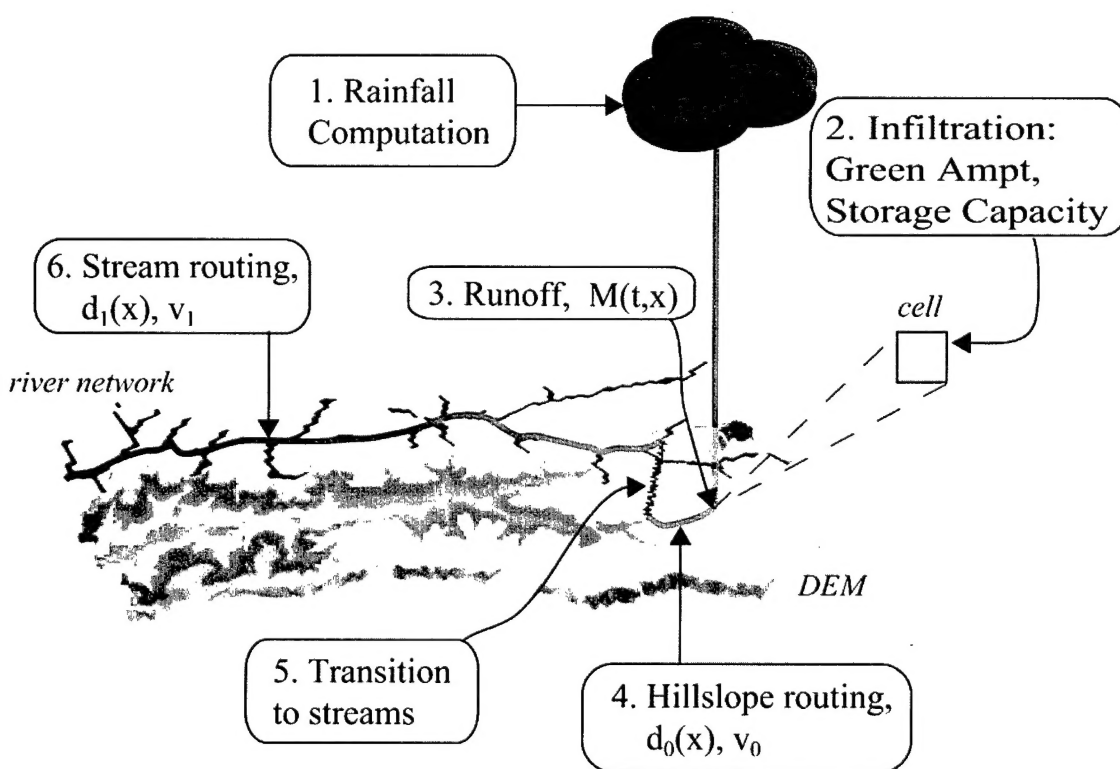 1. Rainfall
Computation
2. Infiltration:
Green Ampt,
Storage Capacity
6. Stream routing,
d₁(x), v₁
3. Runoff, M(t,x)
cell
river network
DEM
5. Transition
to streams
4. Hillslope routing,
d₀(x), v₀